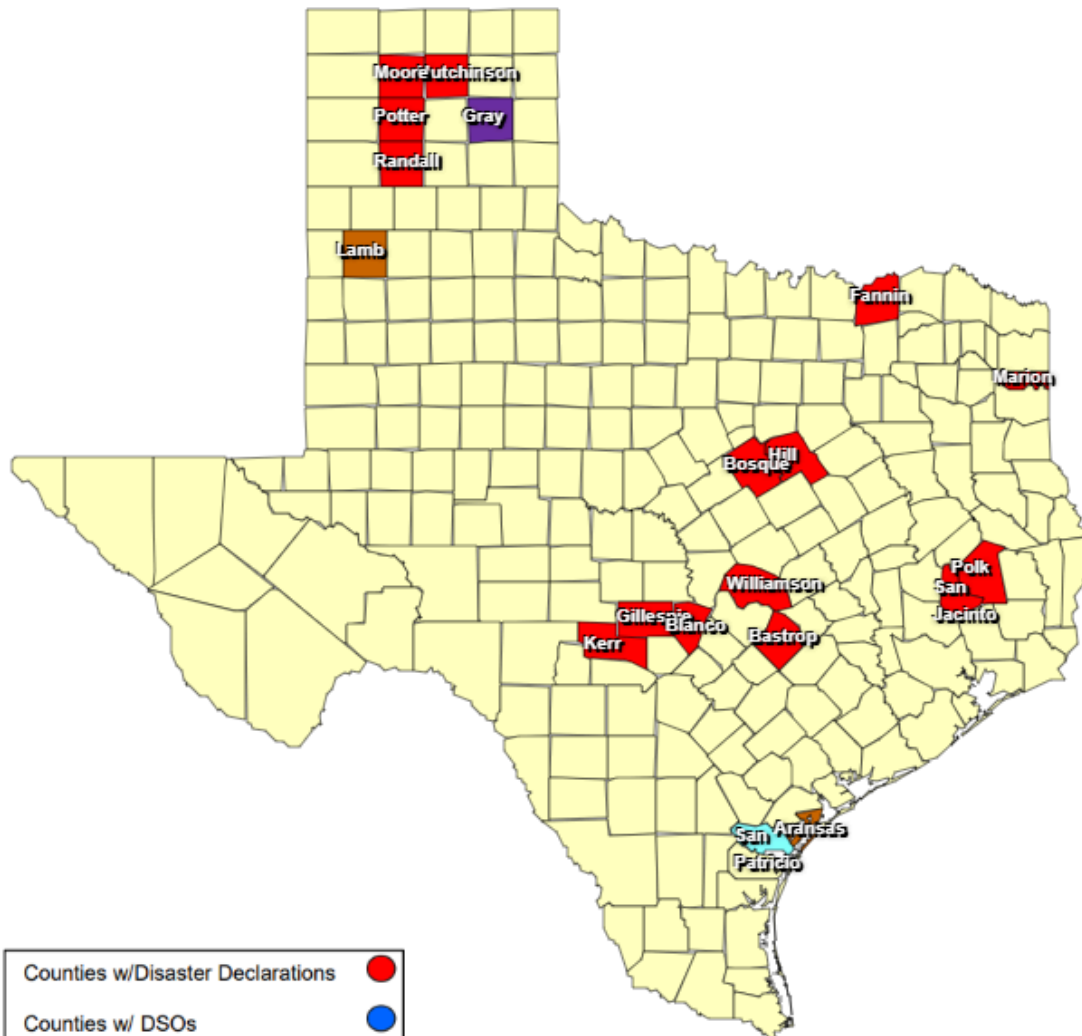 Moore
Hutchinson
Potter
Gray
Randall
Lamb
Fannin
Marion
Hill
Bosque
Polk
Williamson
San
Jacinto
Gillespie
Blanco
Bastrop
Kerr
San
Aransas
Patricio
Counties w/Disaster Declarations
Counties w/ DSOs